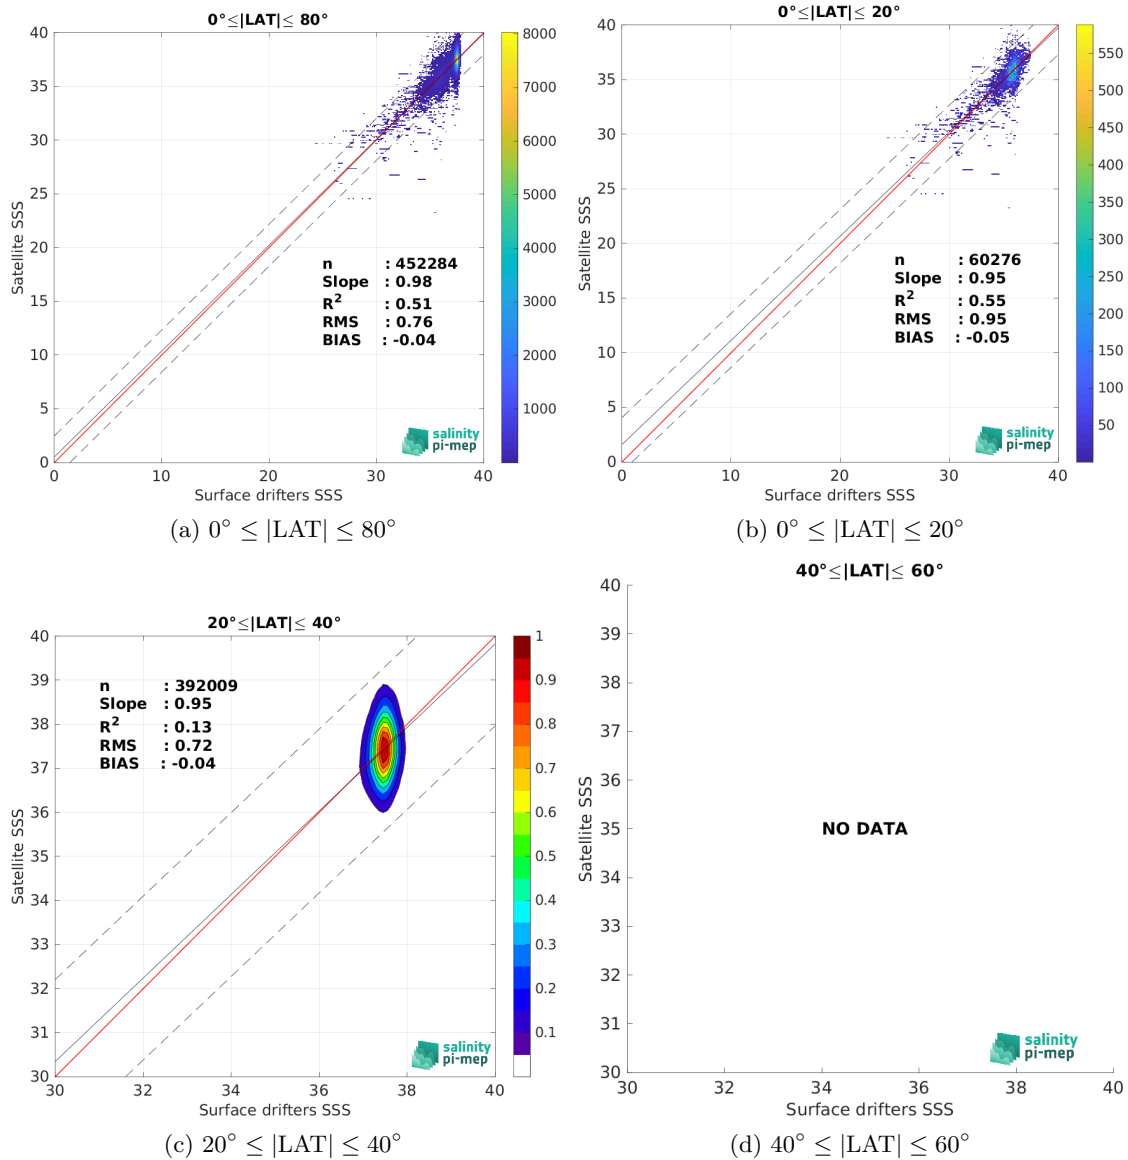 0°≤|LAT|≤ 80°
40
35
30
25
20
15
10
5
0
0
10
20
30
40
Satellite SSS
Surface drifters SSS
n : 452284
Slope : 0.98
R² : 0.51
RMS : 0.76
BIAS : -0.04
salinity
pi-mep
8000
7000
6000
5000
4000
3000
2000
1000
(a) 0° ≤ |LAT| ≤ 80°
0°≤|LAT|≤ 20°
40
35
30
25
20
15
10
5
0
0
10
20
30
40
Satellite SSS
Surface drifters SSS
n : 60276
Slope : 0.95
R² : 0.55
RMS : 0.95
BIAS : -0.05
salinity
pi-mep
550
500
450
400
350
300
250
200
150
100
50
(b) 0° ≤ |LAT| ≤ 20°
20°≤|LAT|≤ 40°
40
39
38
37
36
35
34
33
32
31
30
30
32
34
36
38
40
Satellite SSS
Surface drifters SSS
n : 392009
Slope : 0.95
R² : 0.13
RMS : 0.72
BIAS : -0.04
salinity
pi-mep
1
0.9
0.8
0.7
0.6
0.5
0.4
0.3
0.2
0.1
(c) 20° ≤ |LAT| ≤ 40°
40°≤|LAT|≤ 60°
40
39
38
37
36
35
34
33
32
31
30
30
32
34
36
38
40
Satellite SSS
Surface drifters SSS
NO DATA
salinity
pi-mep
(d) 40° ≤ |LAT| ≤ 60°